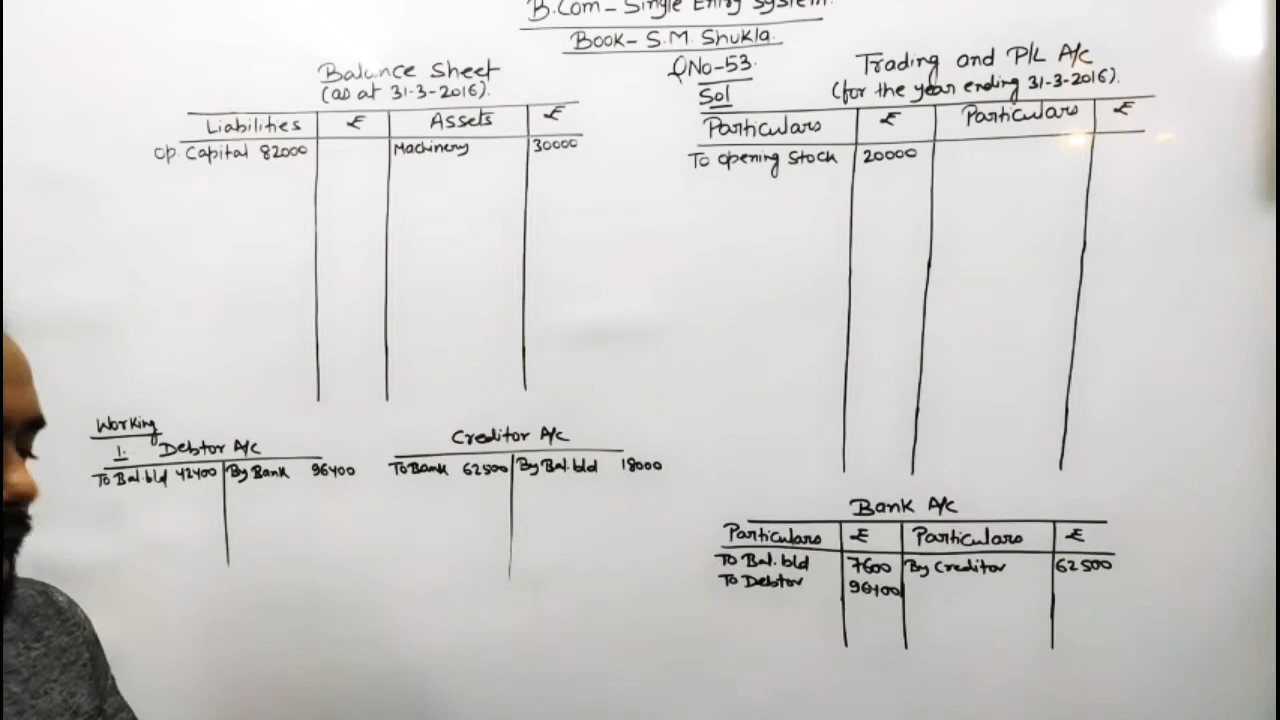 B.Com - Single Entry System.
Book - S.M. Shukla.
Balance Sheet
(as at 31-3-2016).
Liabilities ₹ Assets ₹
Op. Capital 82000 Machinery 30000
QNo-53.
Sol
Trading and P/L A/c
(for the year ending 31-3-2016).
Particulars ₹ Particulars ₹
To opening Stock 20000
Working
1. Debtor A/c
To Bal. b/d 42400 By Bank 96400
Creditor A/c
To Bank 62500 By Bal. b/d 18000
Bank A/c
Particulars ₹ Particulars ₹
To Bal. b/d 7600 By Creditor 62500
To Debtor 96400